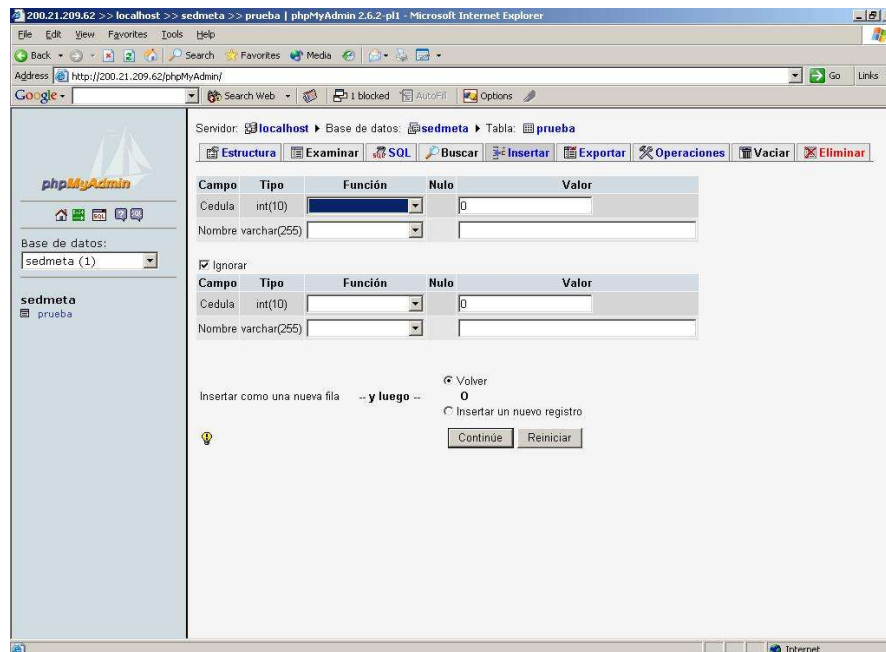 200.21.209.62 >> localhost >> sedmeta >> prueba | phpMyAdmin 2.6.2-pl1 - Microsoft Internet Explorer
File Edit View Favorites Tools Help
Back Search Favorites Media
Address http://200.21.209.62/phpMyAdmin/ Go Links
Google Search Web 1 blocked AutoFill Options
phpMyAdmin
SQL
Base de datos:
sedmeta (1)
sedmeta
prueba
Servidor: localhost Base de datos: sedmeta Tabla: prueba
Estructura Examinar SQL Buscar Insertar Exportar Operaciones Vaciar Eliminar
Campo Tipo Función Nulo Valor
Cedula int(10) 0
Nombre varchar(255)
Ignorar
Campo Tipo Función Nulo Valor
Cedula int(10) 0
Nombre varchar(255)
Insertar como una nueva fila -- y luego --
Volver
O
Insertar un nuevo registro
Continúe Reiniciar
Internet